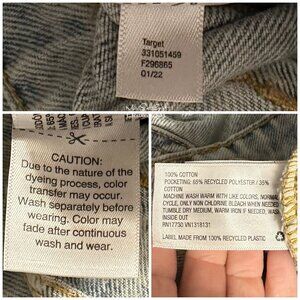 Target
331051459
F296865
01/22
CAUTION:
Due to the nature of the
dyeing process, color
transfer may occur.
Wash separately before
wearing. Color may
fade after continuous
wash and wear.
100% COTTON
POCKETING: 65% RECYCLED POLYESTER / 35%
COTTON
MACHINE WASH WARM WITH LIKE COLORS, NORMAL
CYCLE, ONLY NON CHLORINE BLEACH WHEN NEEDED,
TUMBLE DRY MEDIUM, WARM IRON IF NEEDED, WASH
INSIDE OUT.
RN17730 VN1318131
LABEL MADE FROM 100% RECYCLED PLASTIC